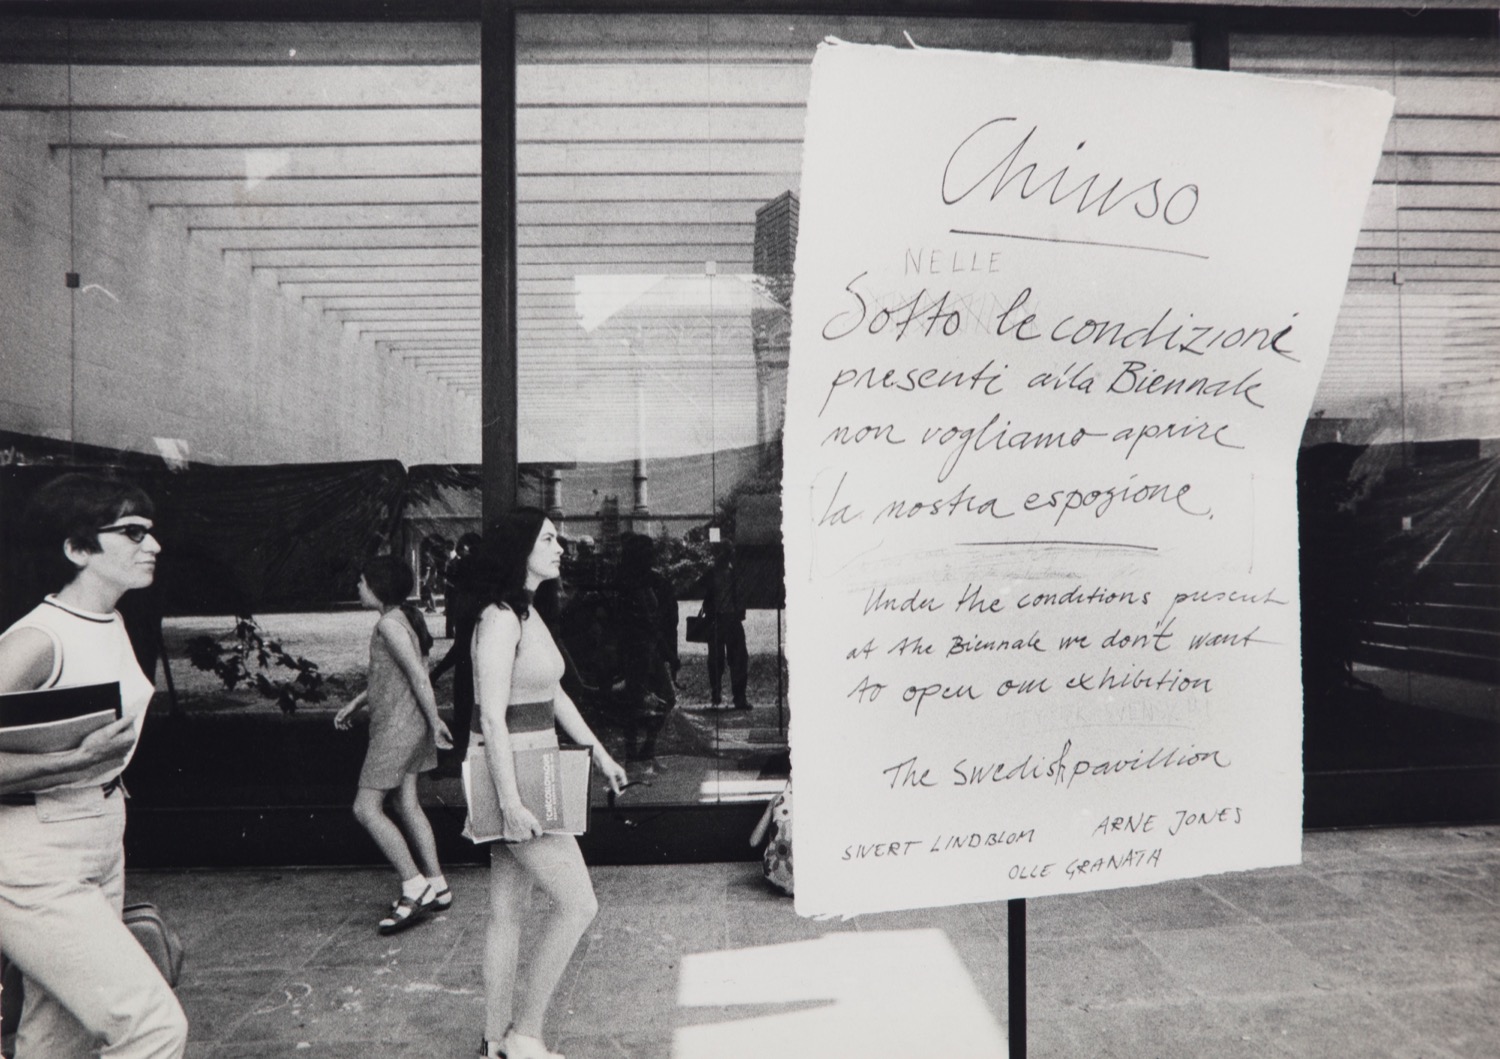 Chiuso
NELLE
Sotto le condizioni
presenti alla Biennale
non vogliamo aprire
la nostra esposizione.
Under the conditions present
at the Biennale we don't want
to open our exhibition
The Swedish pavillion
SIVERT LINDBLOM
ARNE JONES
OLLE GRANATH